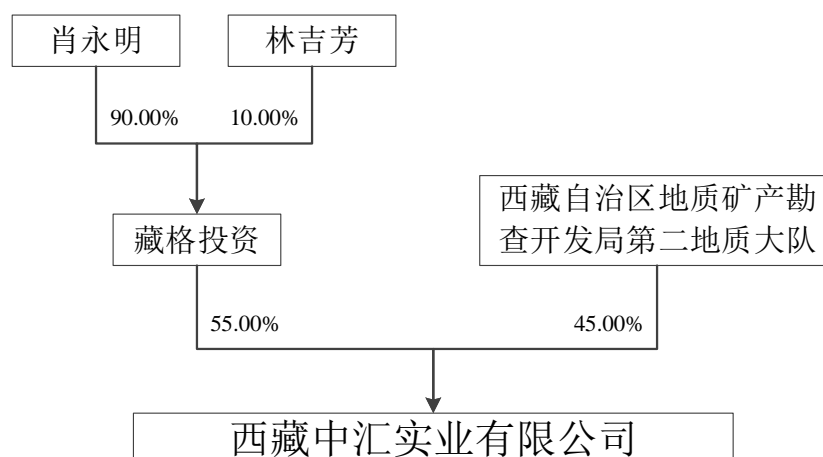 肖永明
林吉芳
90.00%
10.00%
藏格投资
西藏自治区地质矿产勘
查开发局第二地质大队
55.00%
45.00%
西藏中汇实业有限公司